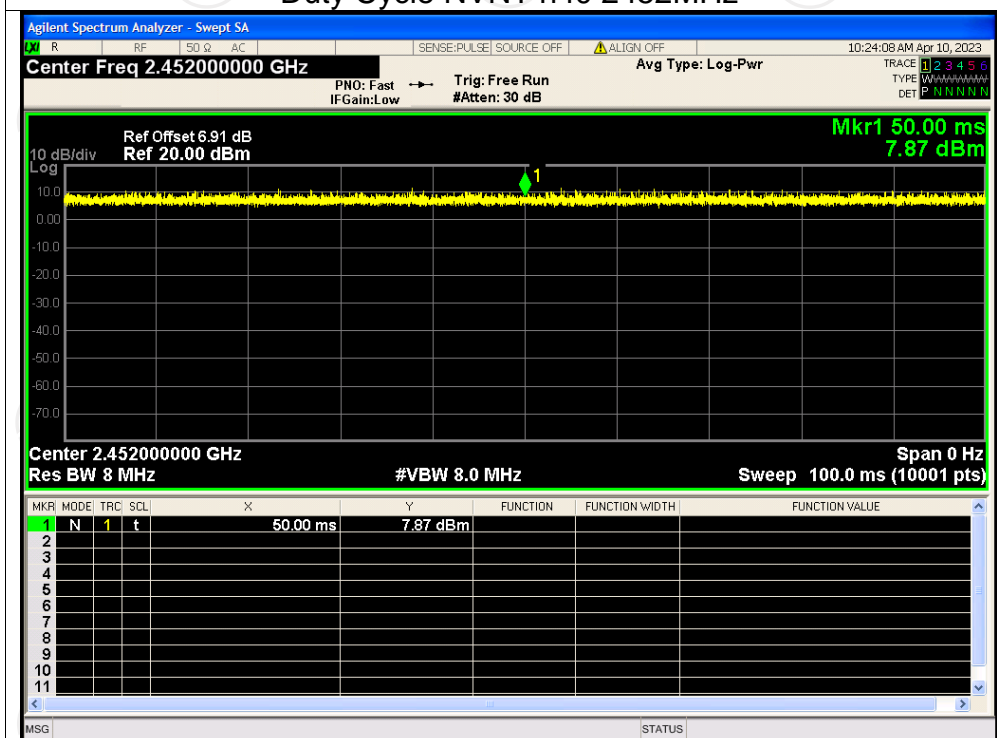 Agilent Spectrum Analyzer - Swept SA
LXI R RF 50 Ω AC SENSE:PULSE SOURCE OFF ALIGN OFF 10:24:08 AM Apr 10, 2023
Center Freq 2.452000000 GHz Avg Type: Log-Pwr TRACE 1 2 3 4 5 6
PNO: Fast Trig: Free Run TYPE WWWWWW
IFGain:Low #Atten: 30 dB DET P N N N N N
Mkr1 50.00 ms
Ref Offset 6.91 dB
10 dB/div Ref 20.00 dBm 7.87 dBm
Log
1
10.0
0.00
-10.0
-20.0
-30.0
-40.0
-50.0
-60.0
-70.0
Center 2.452000000 GHz Span 0 Hz
Res BW 8 MHz #VBW 8.0 MHz Sweep 100.0 ms (10001 pts)
MKR MODE TRC SCL X Y FUNCTION FUNCTION WIDTH FUNCTION VALUE
1 N 1 t 50.00 ms 7.87 dBm
2
3
4
5
6
7
8
9
10
11
MSG STATUS